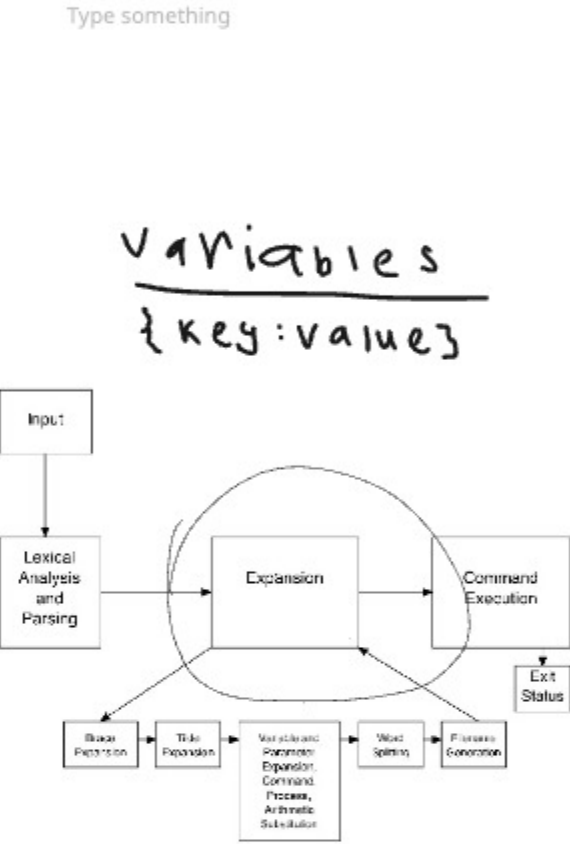 Type something
variables
{key:value}
Input
Lexical
Analysis
and
Parsing
Expansion
Command
Execution
Exit
Status
Brace
Expansion
Tilde
Expansion
Variable and
Parameter
Expansion,
Command,
Process,
Arithmetic
Substitution
Word
Splitting
Filename
Generation